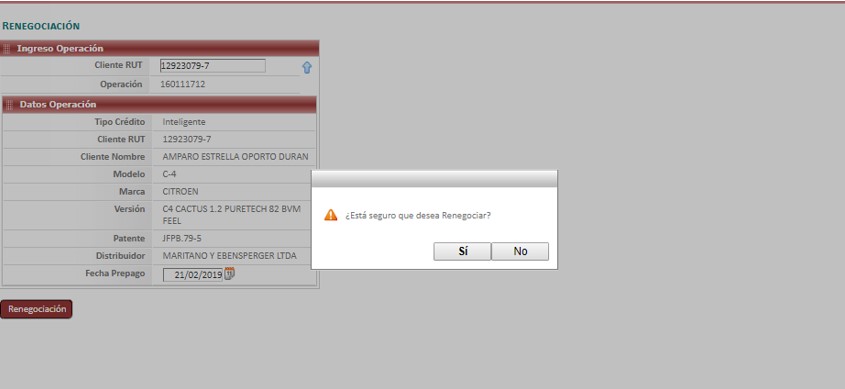 RENEGOCIACIÓN
Ingreso Operación
Cliente RUT 12923079-7
Operación 160111712
Datos Operación
Tipo Crédito Inteligente
Cliente RUT 12923079-7
Cliente Nombre AMPARO ESTRELLA OPORTO DURAN
Modelo C-4
Marca CITROEN
Versión C4 CACTUS 1.2 PURETECH 82 BVM
FEEL
Patente JFPB.79-5
Distribuidor MARITANO Y EBENSPERGER LTDA
Fecha Prepago 21/02/2019
Renegociación
¿Está seguro que desea Renegociar?
Sí No